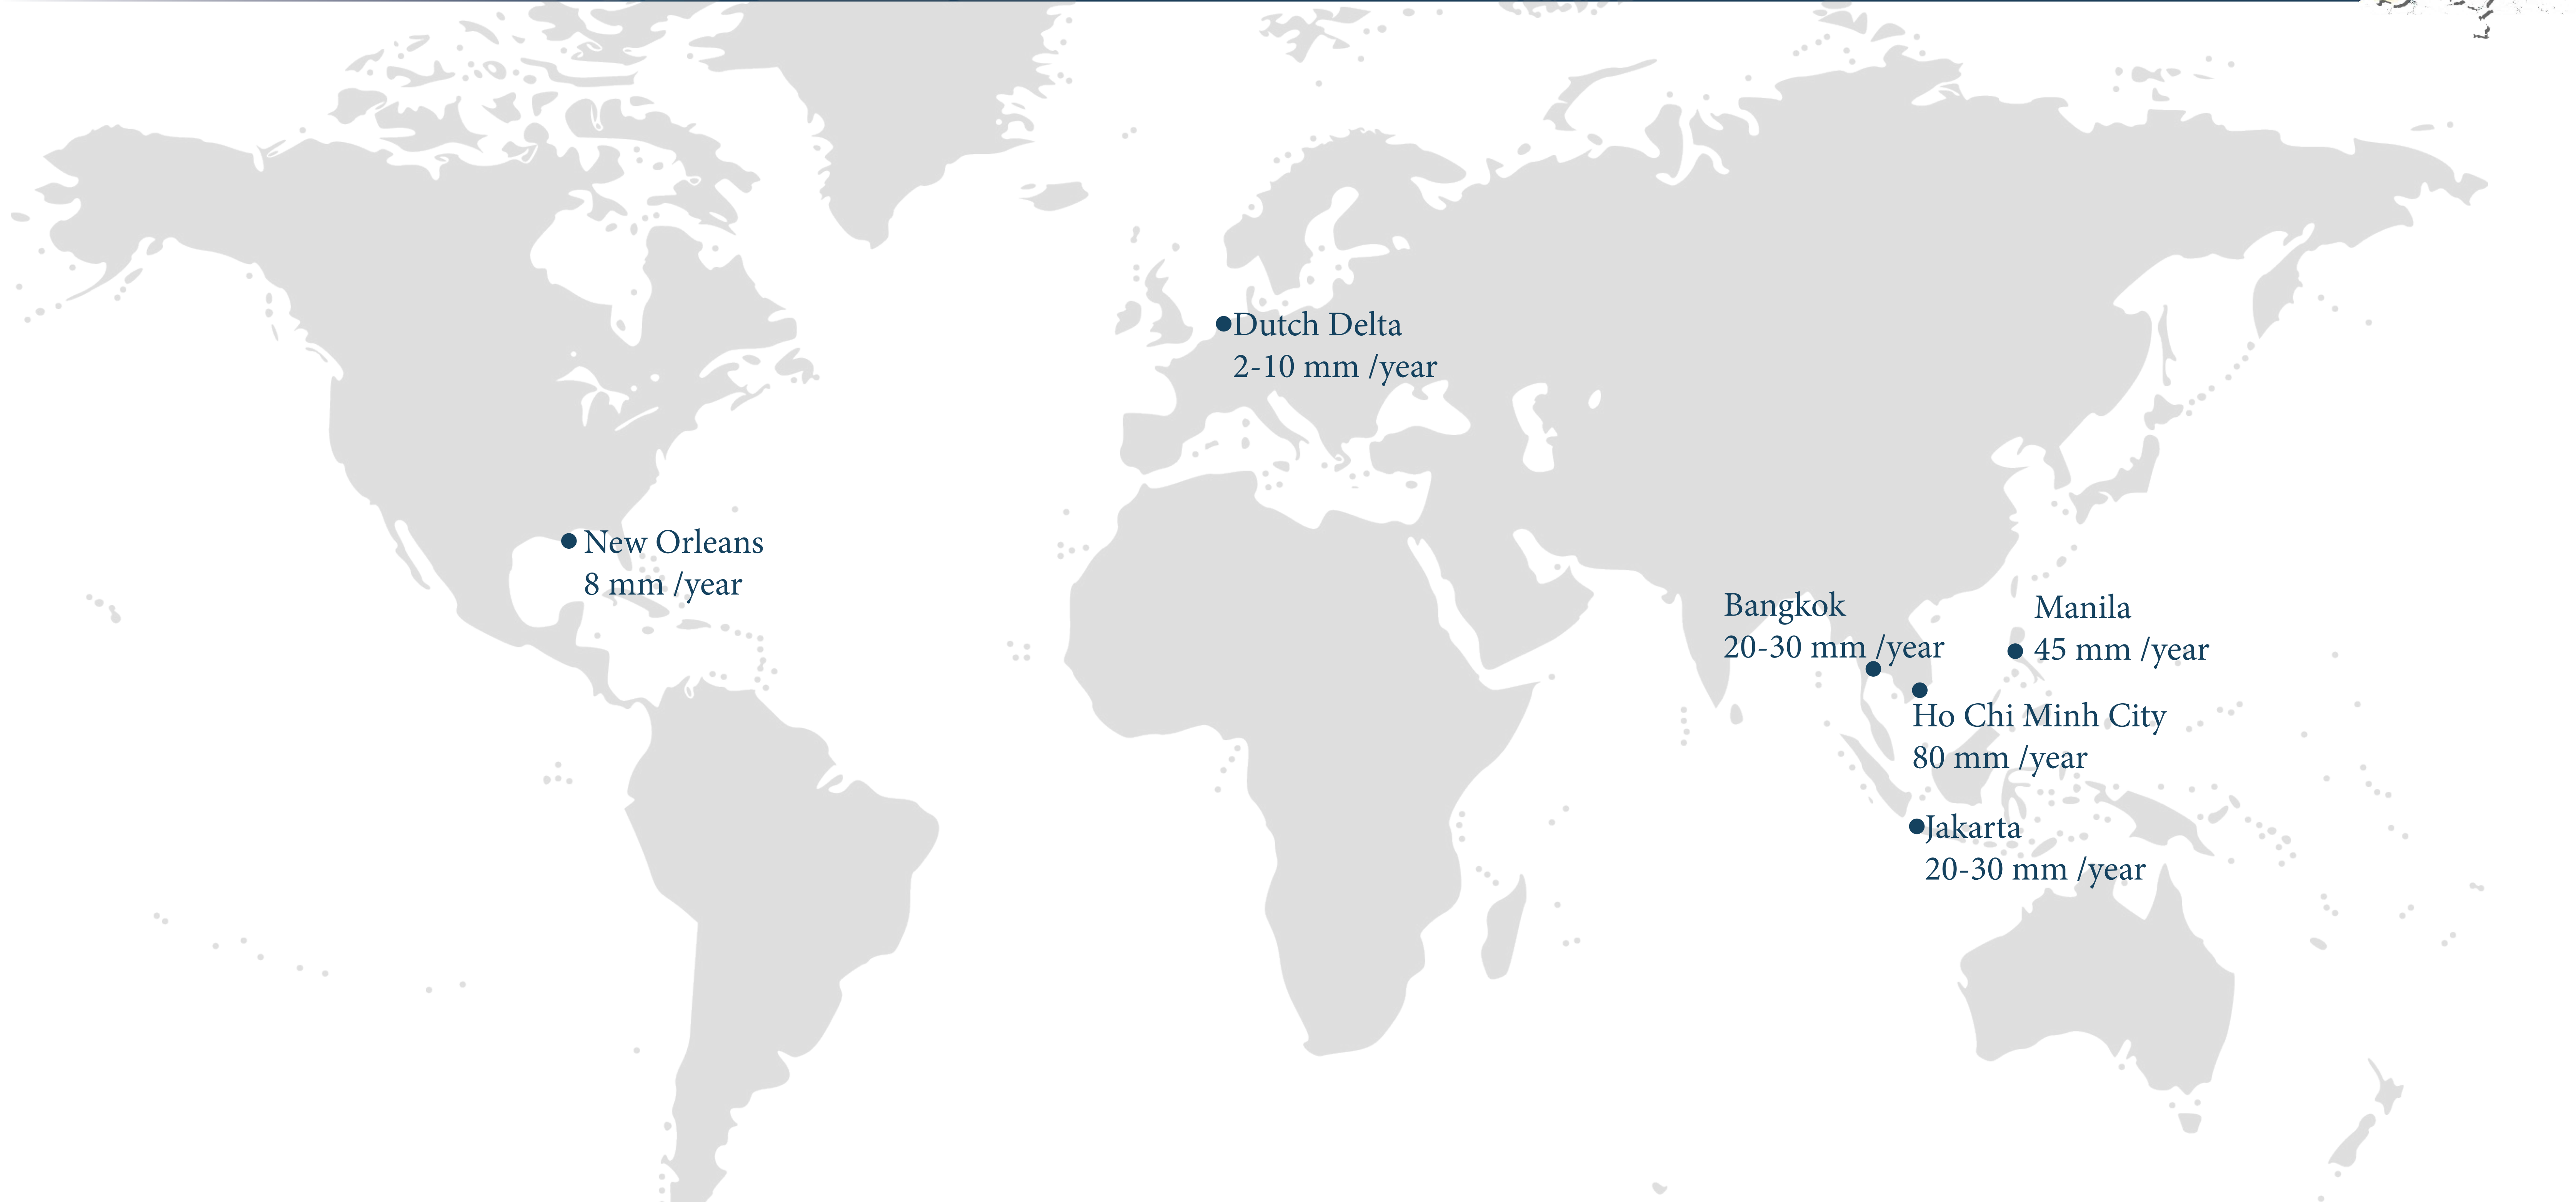 Dutch Delta
2-10 mm /year
New Orleans
8 mm /year
Bangkok
20-30 mm /year
Manila
45 mm /year
Ho Chi Minh City
80 mm /year
Jakarta
20-30 mm /year